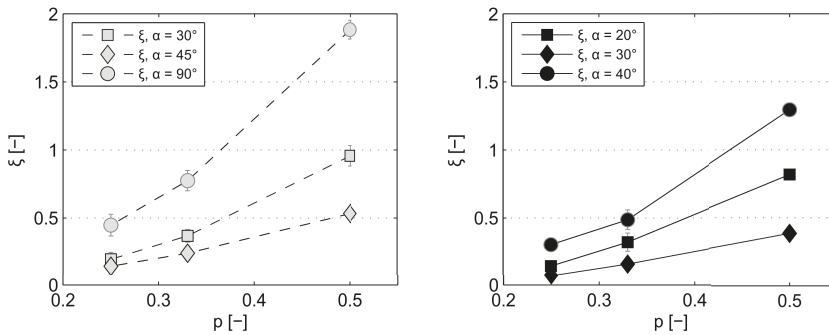 2
1.5
1
0.5
0
0.2
0.3
0.4
0.5
ξ [–]
p [–]
ξ, α = 30°
ξ, α = 45°
ξ, α = 90°
2
1.5
1
0.5
0
0.2
0.3
0.4
0.5
ξ [–]
p [–]
ξ, α = 20°
ξ, α = 30°
ξ, α = 40°